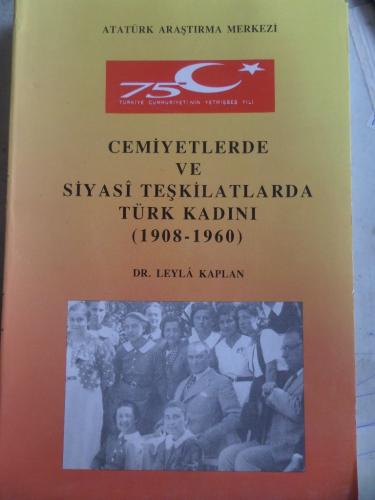 ATATÜRK ARAŞTIRMA MERKEZİ
75
TÜRKİYE CUMHURİYETİ'NİN YETMİŞBEŞ YILI
CEMİYETLERDE
VE
SİYASÎ TEŞKİLATLARDA
TÜRK KADINI
(1908-1960)
DR. LEYLÂ KAPLAN